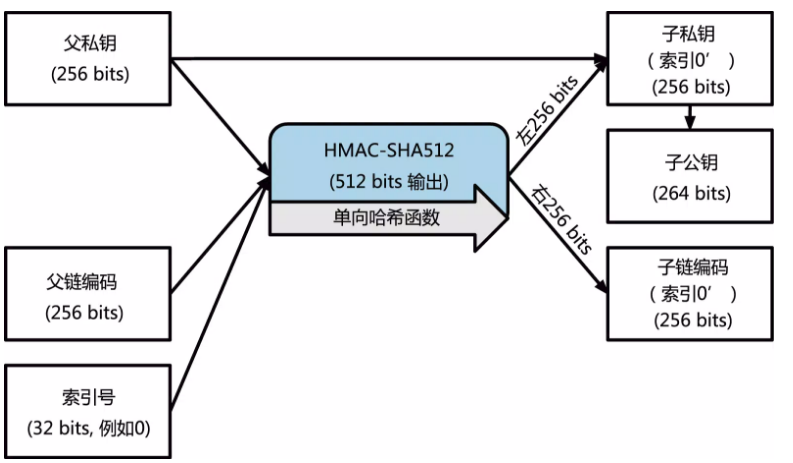 父私钥
(256 bits)
父链编码
(256 bits)
索引号
(32 bits, 例如0)
HMAC-SHA512
(512 bits 输出)
单向哈希函数
左256 bits
右256 bits
子私钥
( 索引0’ )
(256 bits)
子公钥
(264 bits)
子链编码
( 索引0’ )
(256 bits)